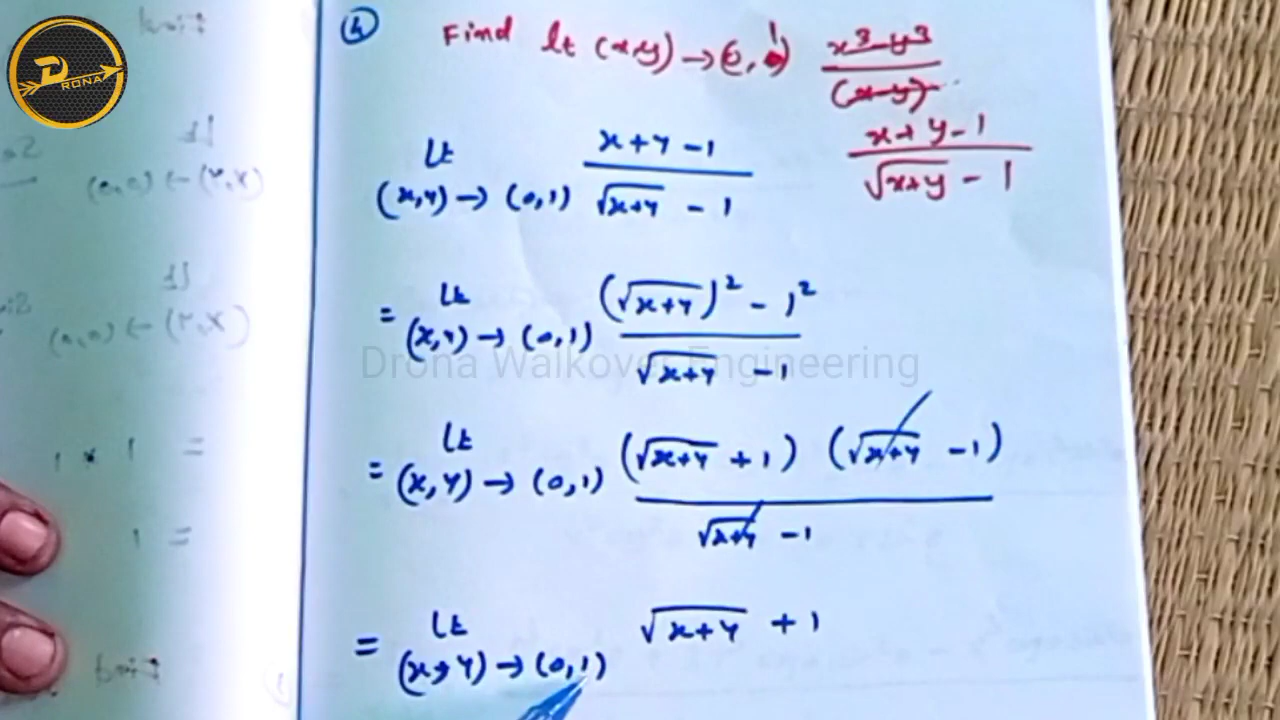 DRONA
④ Find lt (x,y)→(0,1) x³-y³/(x-y)
x+y-1/√x+y - 1
lt (x,y)→(0,1) x+y-1/√x+y - 1
= lt (x,y)→(0,1) (√x+y)² - 1²/√x+y - 1
Drona Walkover Engineering
= lt (x,y)→(0,1) (√x+y + 1) (√x+y - 1)/√x+y - 1
= lt (x,y)→(0,1) √x+y + 1